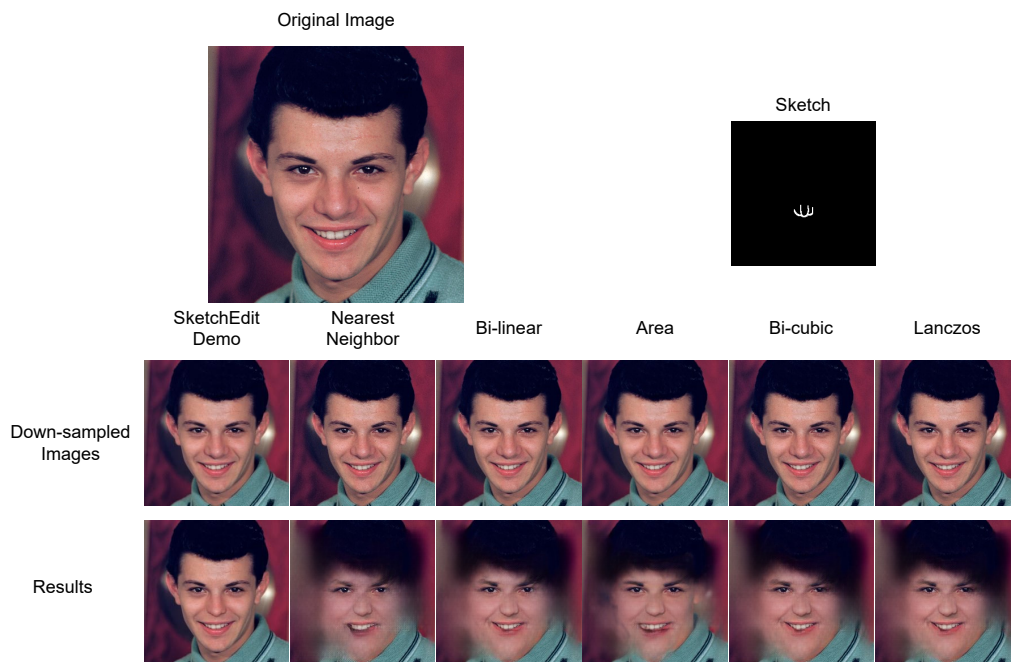 Original Image
Sketch
SketchEdit
Demo
Nearest
Neighbor
Bi-linear
Area
Bi-cubic
Lanczos
Down-sampled
Images
Results